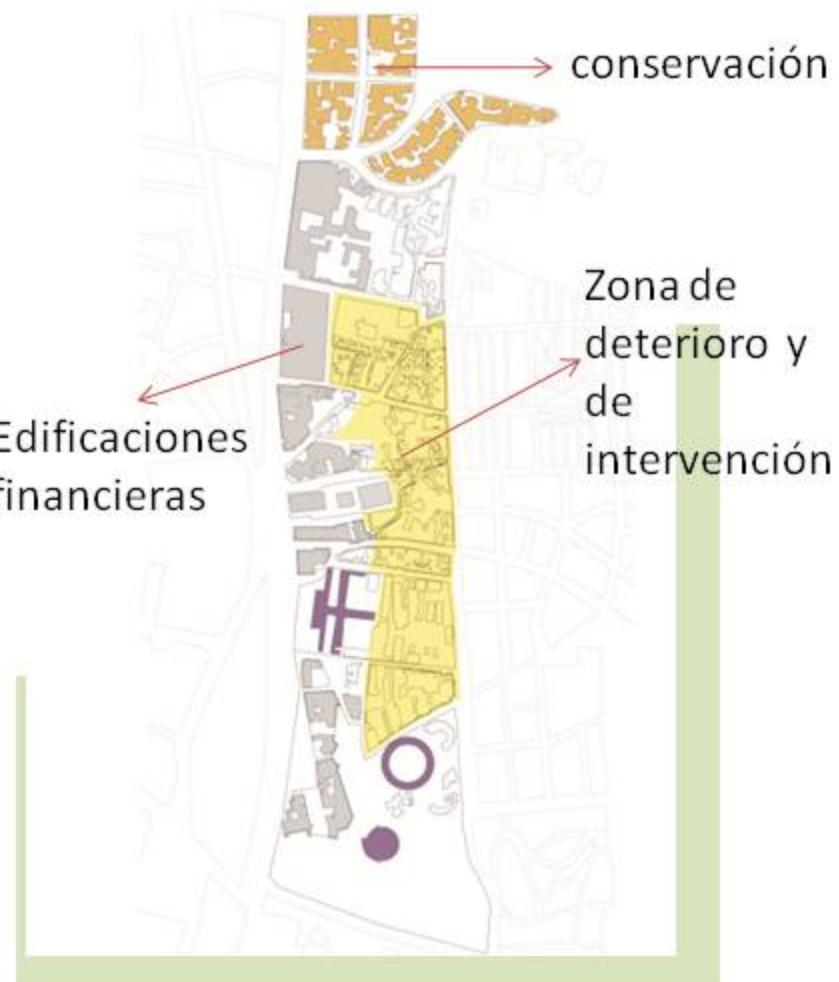 conservación
Zona de
deterioro y
de
intervención
Edificaciones
financieras